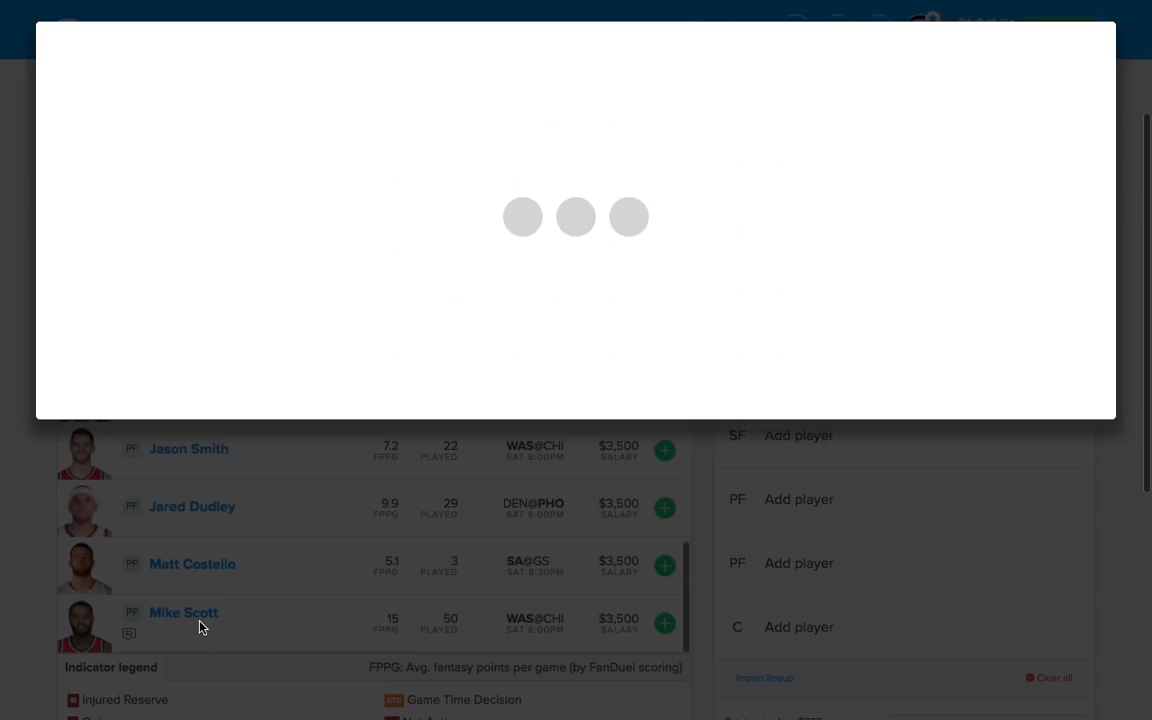 PF Jason Smith 7.2 FPPG 22 PLAYED WAS@CHI SAT 8:00PM $3,500 SALARY
SF Add player
PF Jared Dudley 9.9 FPPG 29 PLAYED DEN@PHO SAT 9:00PM $3,500 SALARY
PF Add player
PF Matt Costello 5.1 FPPG 3 PLAYED SA@GS SAT 8:30PM $3,500 SALARY
PF Add player
PF Mike Scott 15 FPPG 50 PLAYED WAS@CHI SAT 8:00PM $3,500 SALARY
C Add player
Indicator legend FPPG: Avg. fantasy points per game (by FanDuel scoring)
Import lineup Clear all
Injured Reserve GTD Game Time Decision